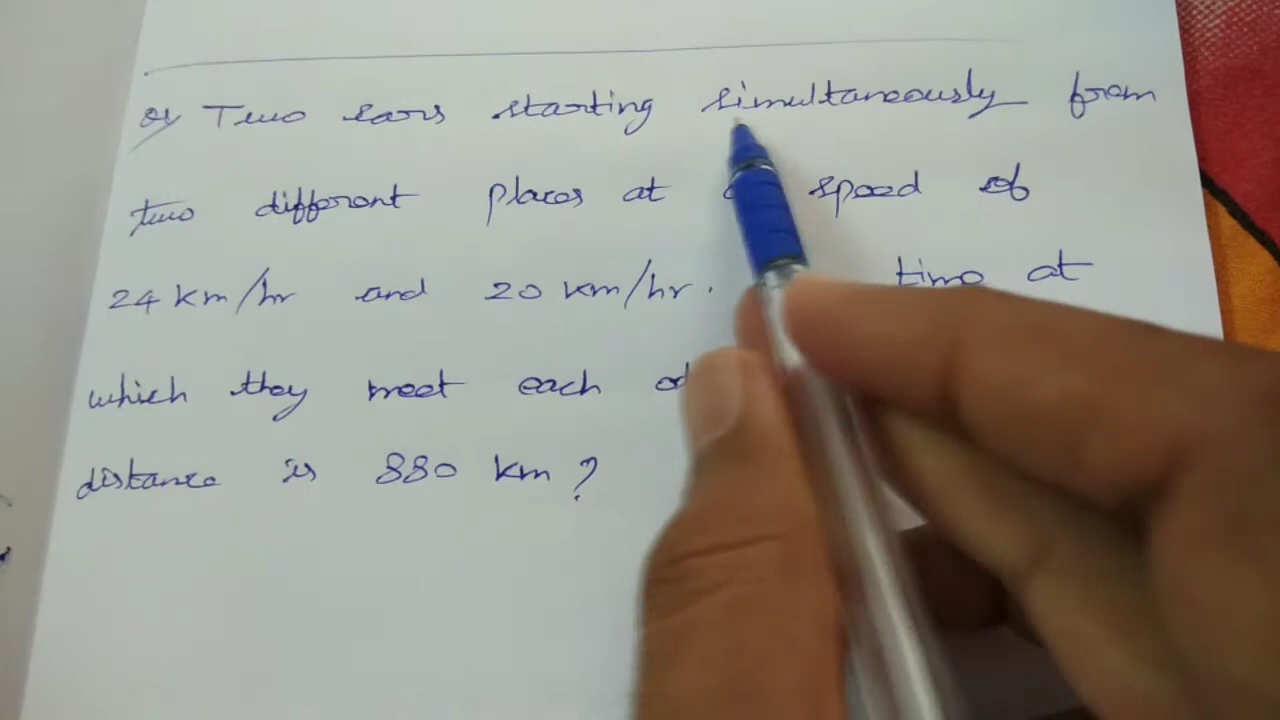 Q) Two cars starting simultaneously from
two different places at speed of
24 km/hr and 20 km/hr. time at
which they meet each
distance is 880 km?